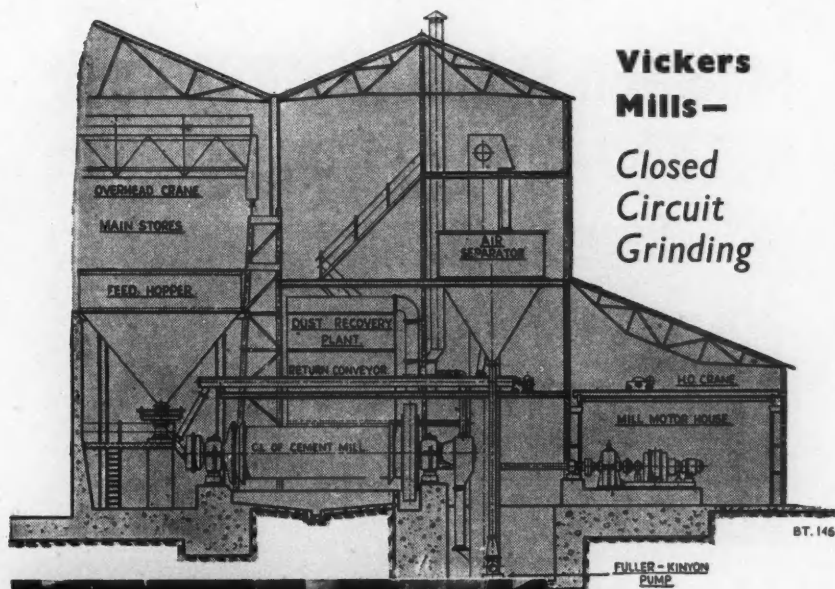 Vickers
Mills—
Closed
Circuit
Grinding
OVERHEAD CRANE
MAIN STORES
FEED HOPPER
AIR
SEPARATOR
DUST RECOVERY
PLANT
RETURN CONVEYOR
H.O. CRANE
MILL MOTOR HOUSE
C.L. OF CEMENT MILL
BT. 146
FULLER - KINYON
PUMP